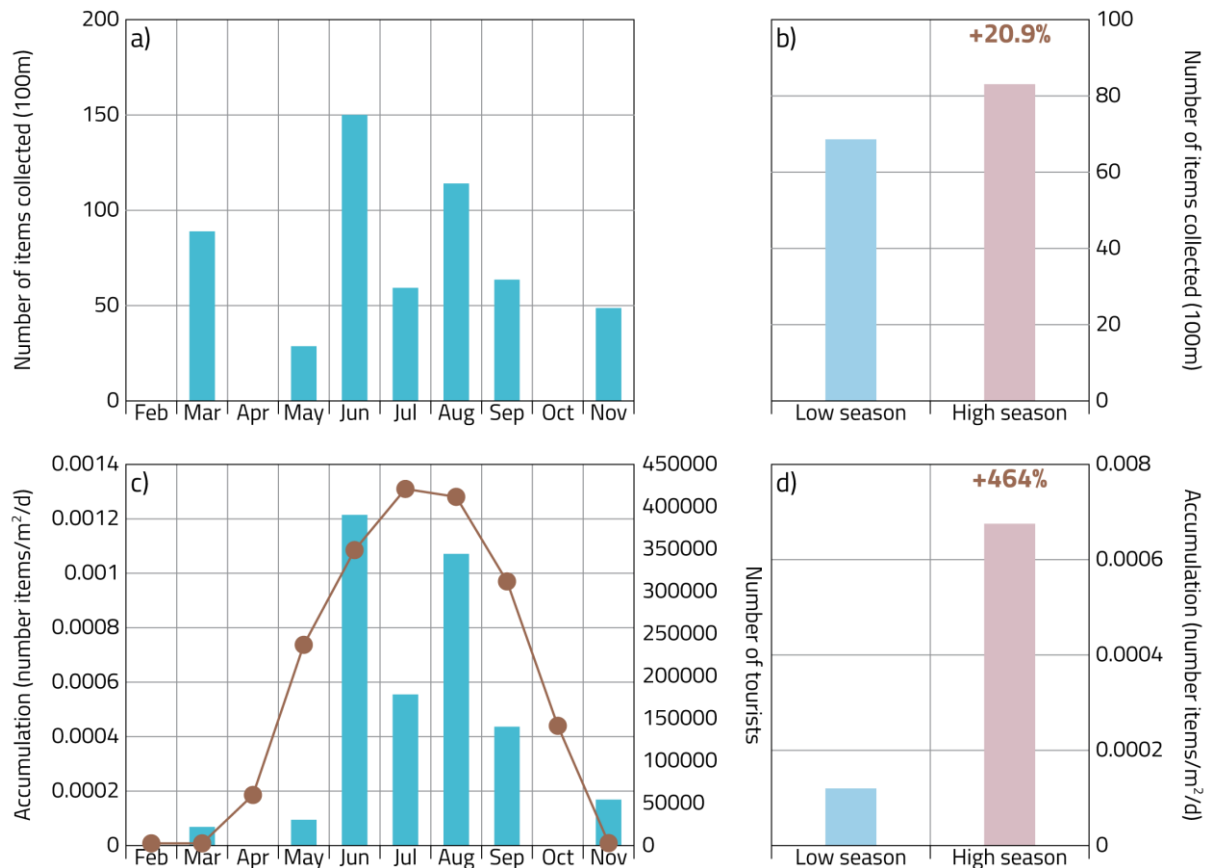 a)
Number of items collected (100m)
200
150
100
50
0
Feb Mar Apr May Jun Jul Aug Sep Oct Nov
b)
+20.9%
100
80
60
40
20
0
Number of items collected (100m)
Low season High season
c)
Accumulation (number items/m²/d)
0.0014
0.0012
0.001
0.0008
0.0006
0.0004
0.0002
0
450000
400000
350000
300000
250000
200000
150000
100000
50000
0
Number of tourists
Feb Mar Apr May Jun Jul Aug Sep Oct Nov
d)
+464%
0.008
0.0006
0.0004
0.0002
0
Accumulation (number items/m²/d)
Low season High season